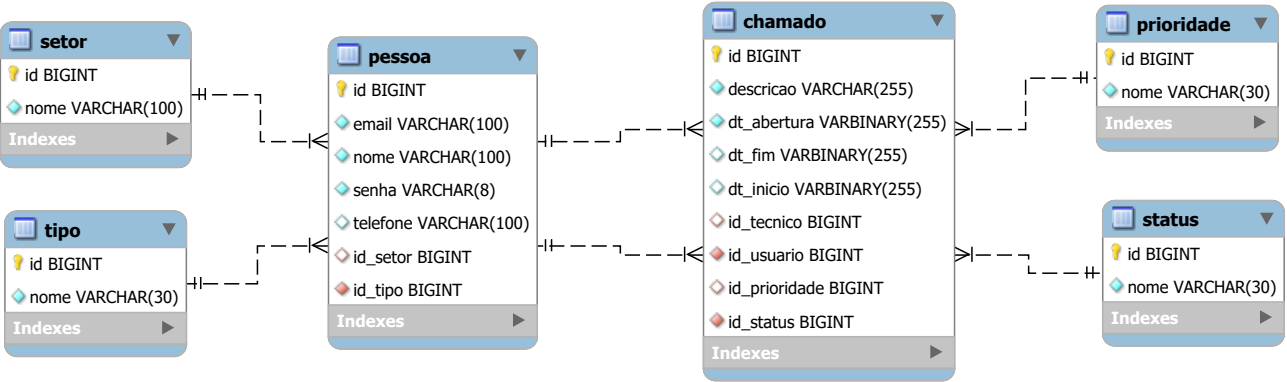 setor
id BIGINT
nome VARCHAR(100)
Indexes
tipo
id BIGINT
nome VARCHAR(30)
Indexes
pessoa
id BIGINT
email VARCHAR(100)
nome VARCHAR(100)
senha VARCHAR(8)
telefone VARCHAR(100)
id_setor BIGINT
id_tipo BIGINT
Indexes
chamado
id BIGINT
descricao VARCHAR(255)
dt_abertura VARBINARY(255)
dt_fim VARBINARY(255)
dt_inicio VARBINARY(255)
id_tecnico BIGINT
id_usuario BIGINT
id_prioridade BIGINT
id_status BIGINT
Indexes
prioridade
id BIGINT
nome VARCHAR(30)
Indexes
status
id BIGINT
nome VARCHAR(30)
Indexes